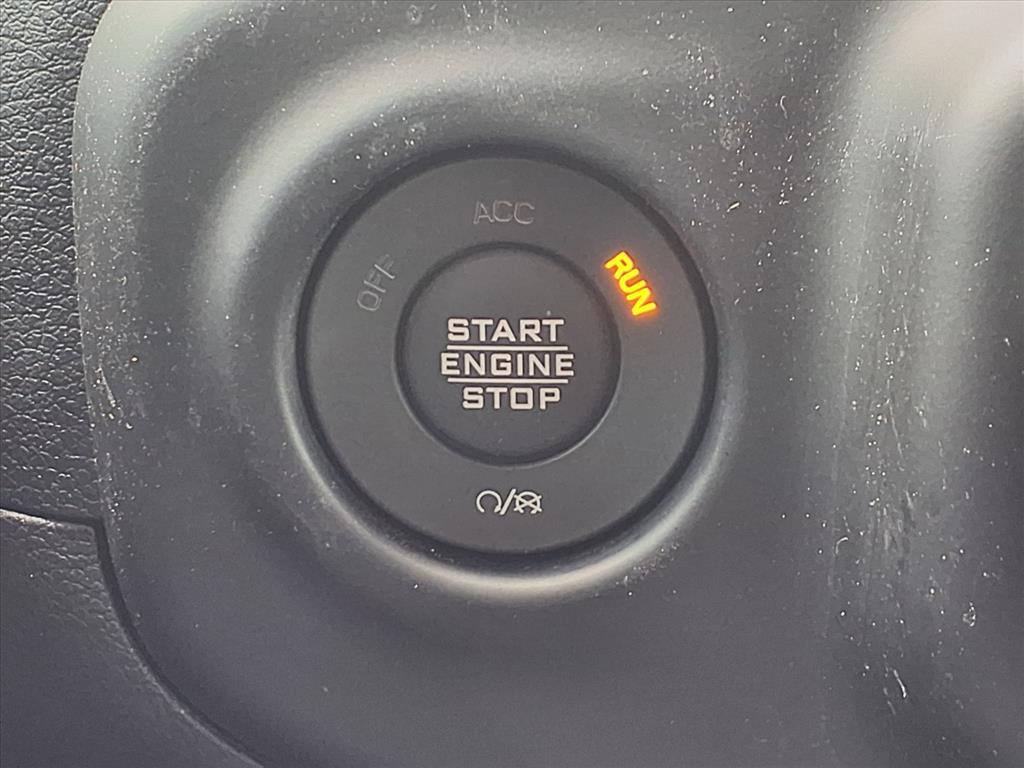 ACC
OFF
RUN
START
ENGINE
STOP